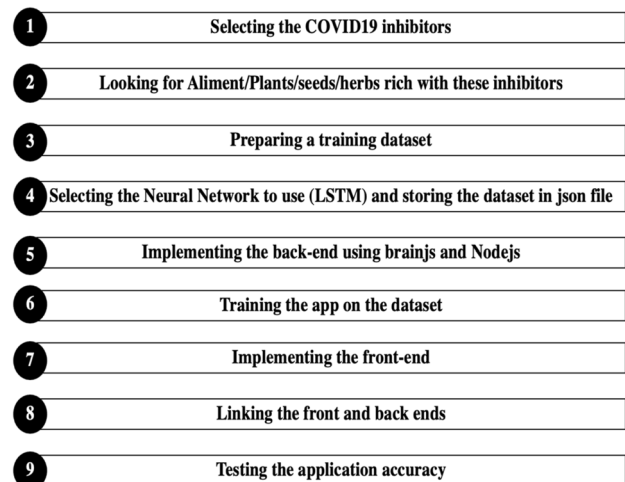 1 Selecting the COVID19 inhibitors
2 Looking for Aliment/Plants/seeds/herbs rich with these inhibitors
3 Preparing a training dataset
4 Selecting the Neural Network to use (LSTM) and storing the dataset in json file
5 Implementing the back-end using brainjs and Nodejs
6 Training the app on the dataset
7 Implementing the front-end
8 Linking the front and back ends
9 Testing the application accuracy